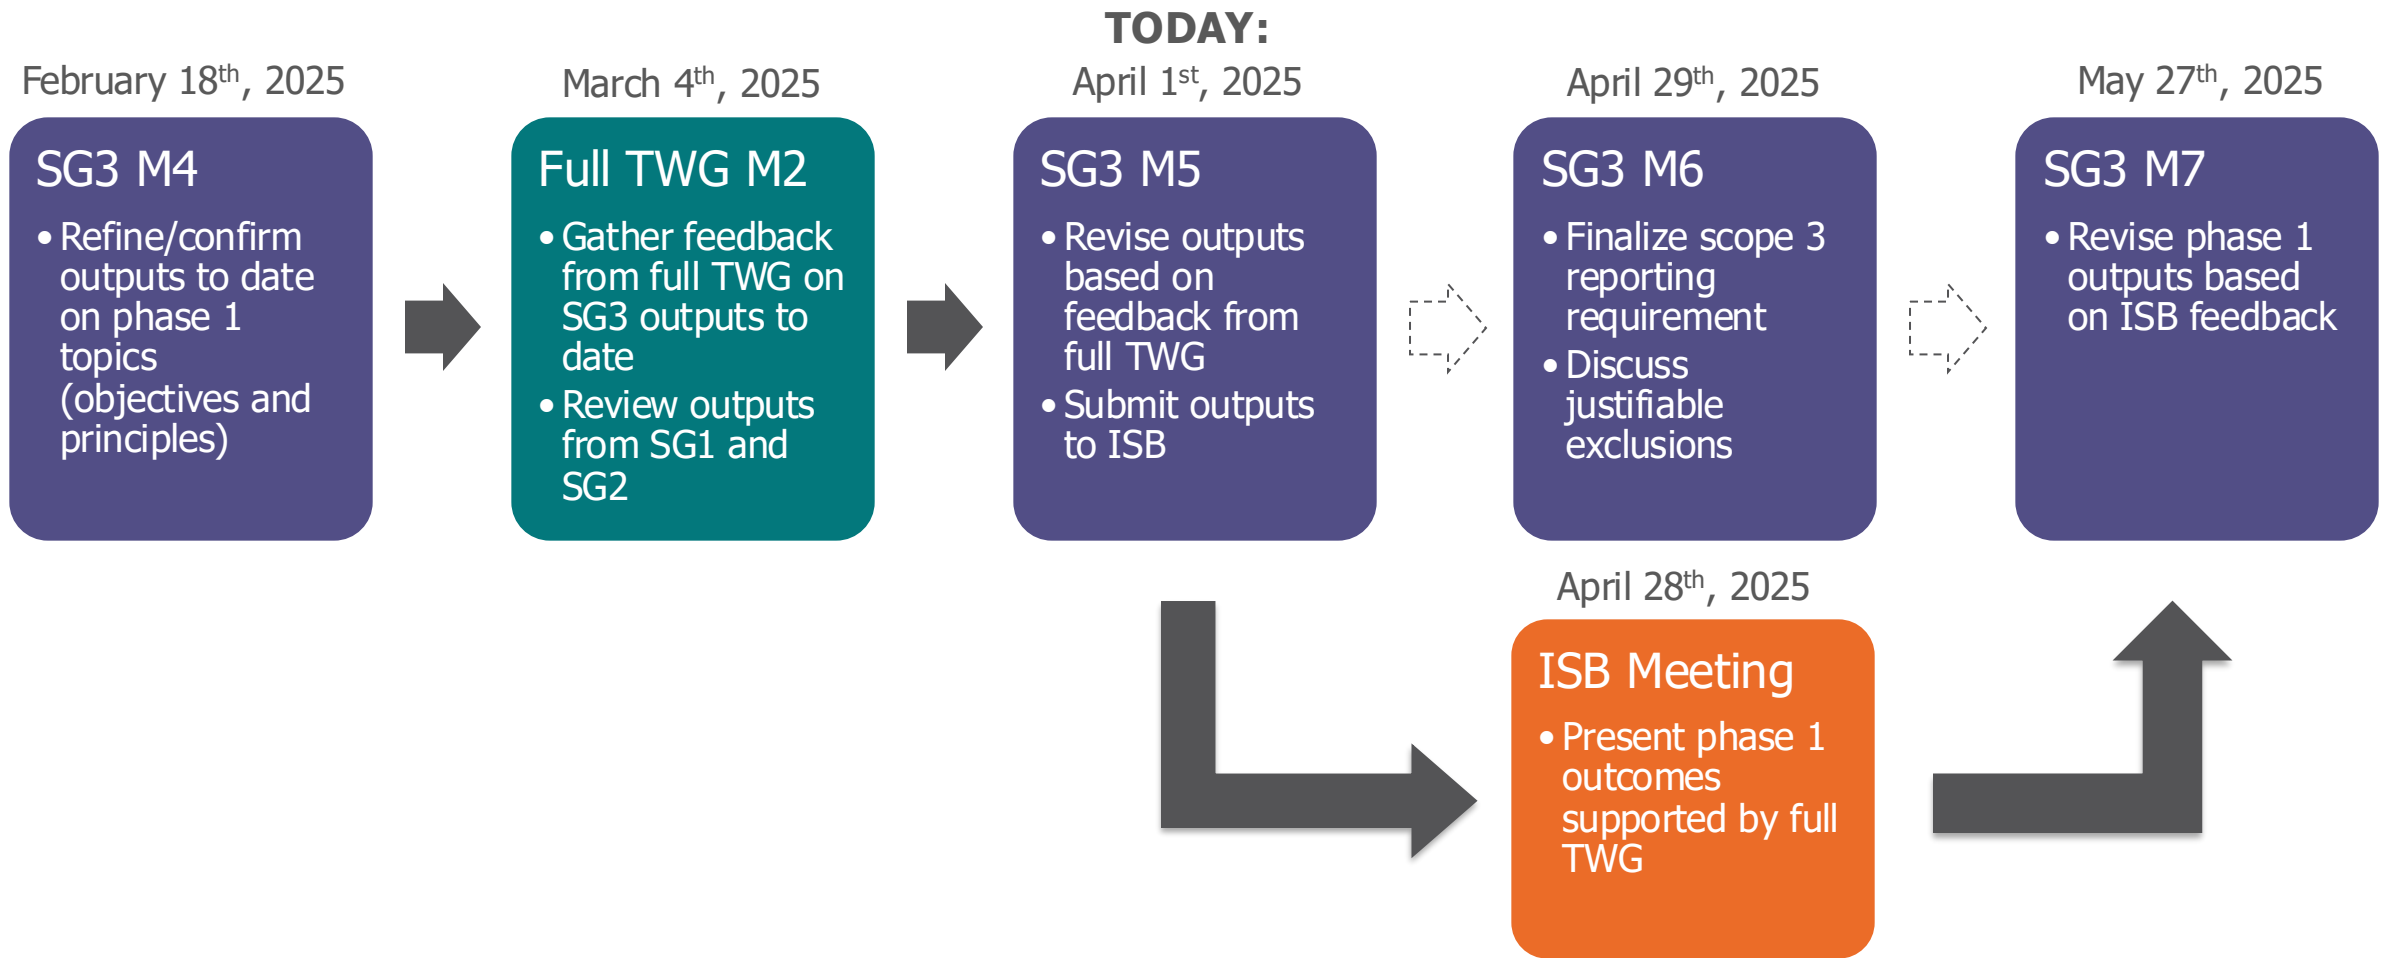 February 18th, 2025
SG3 M4
• Refine/confirm
outputs to date
on phase 1
topics
(objectives and
principles)
March 4th, 2025
Full TWG M2
• Gather feedback
from full TWG on
SG3 outputs to
date
• Review outputs
from SG1 and
SG2
TODAY:
April 1st, 2025
SG3 M5
• Revise outputs
based on
feedback from
full TWG
• Submit outputs
to ISB
April 29th, 2025
SG3 M6
• Finalize scope 3
reporting
requirement
• Discuss
justifiable
exclusions
May 27th, 2025
SG3 M7
• Revise phase 1
outputs based
on ISB feedback
April 28th, 2025
ISB Meeting
• Present phase 1
outcomes
supported by full
TWG